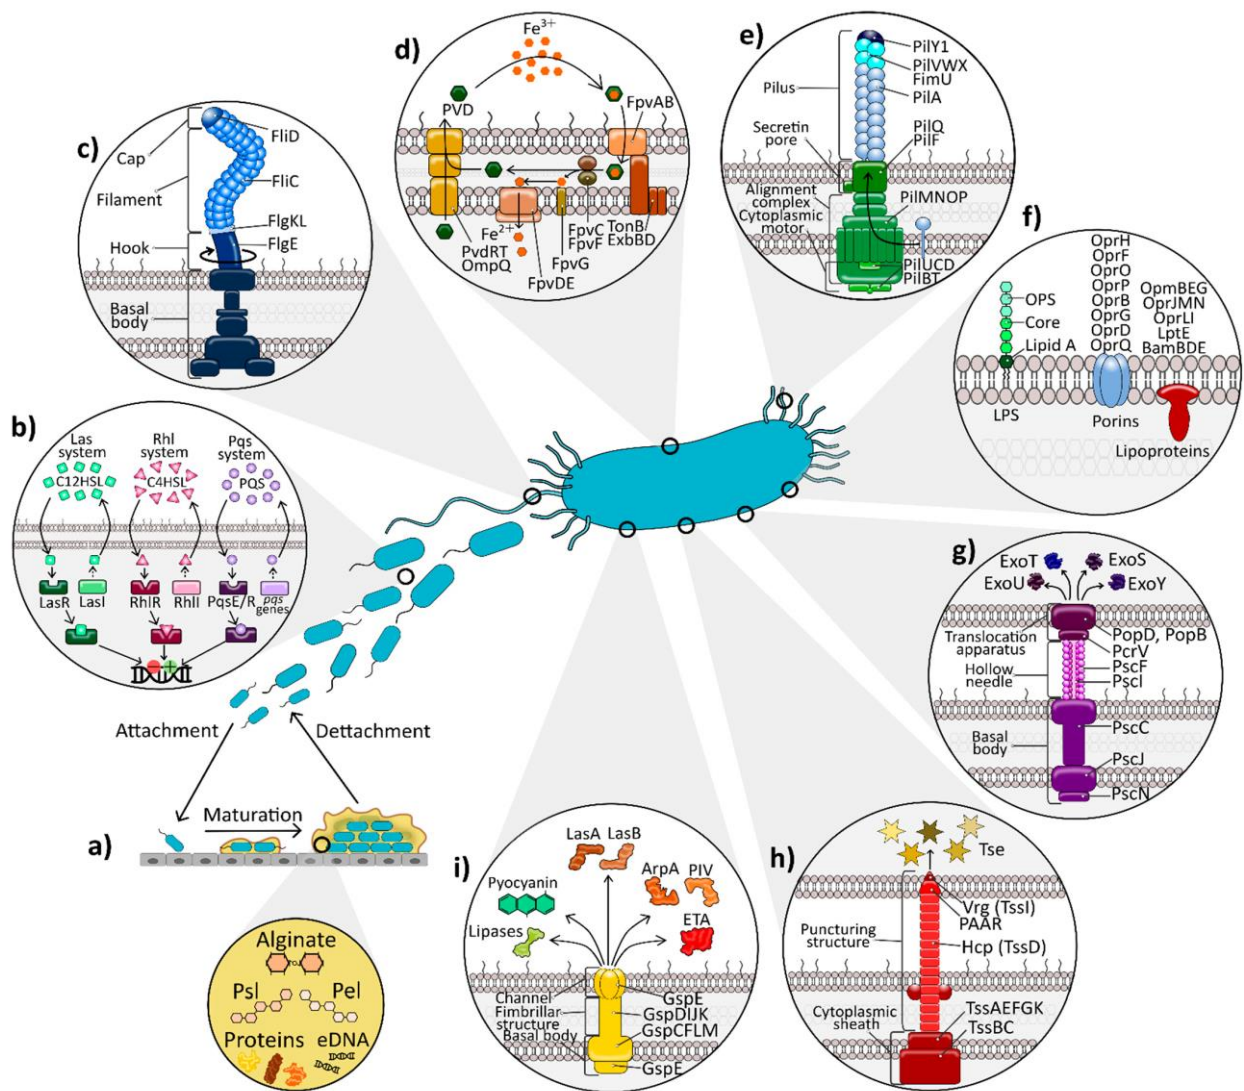 a)
Attachment
Dettachment
Maturation
Alginate
Psl
Pel
Proteins
eDNA
b)
Las
system
Rhl
system
Pqs
system
C12HSL
C4HSL
PQS
LasR
LasI
RhlR
RhlI
PqsE/R
pqs
genes
c)
Cap
Filament
Hook
Basal
body
FliD
FliC
FlgKL
FlgE
d)
Fe3+
PVD
FpvAB
Fe2+
PvdRT
OmpQ
FpvDE
FpvG
FpvC
FpvF
TonB/
ExbBD
e)
Pilus
Secretin
pore
Alignment
complex
Cytoplasmic
motor
PilY1
PilVWX
FimU
PilA
PilQ
PilF
PilMNOP
PilUCD
PilBT
f)
OPS
Core
Lipid A
LPS
OprH
OprF
OprO
OprP
OprB
OprG
OprD
OprQ
Porins
OpmBEG
OprJMN
OprLI
LptE
BamBDE
Lipoproteins
g)
ExoT
ExoS
ExoU
ExoY
Translocation
apparatus
Hollow
needle
Basal
body
PopD, PopB
PcrV
PscF
PscI
PscC
PscJ
PscN
h)
Tse
Puncturing
structure
Cytoplasmic
sheath
Vrg (TssI)
PAAR
Hcp (TssD)
TssAEFGK
TssBC
i)
LasA
LasB
Pyocyanin
ArpA
PIV
Lipases
ETA
Channel
Fimbrillar
structure
Basal body
GspE
GspDIJK
GspCFLM
GspE